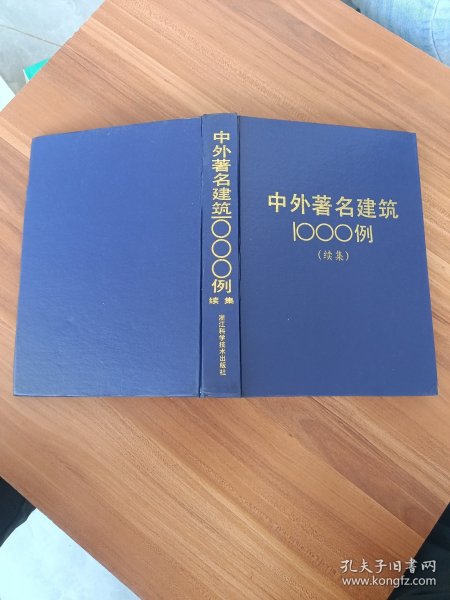 中外著名建筑1000例
续集
浙江科学技术出版社
中外著名建筑
1000例
(续集)
孔夫子旧书网
www.kongfz.com